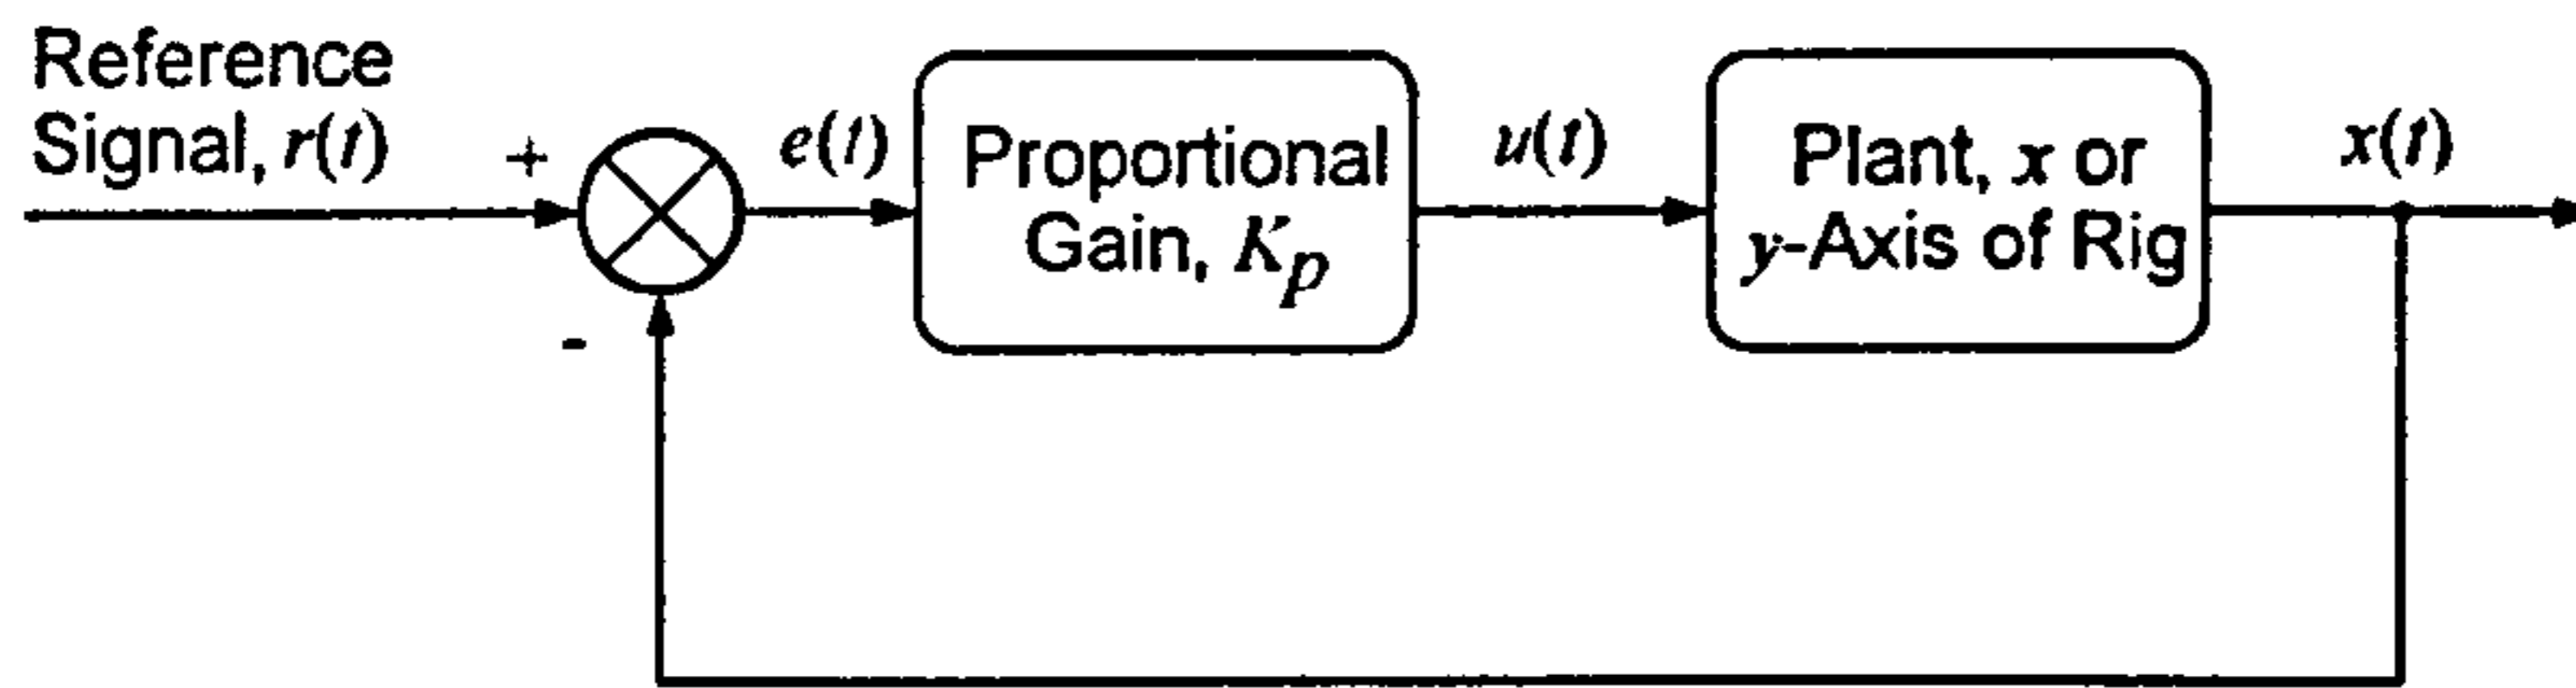 Reference
Signal, r(t)
+
e(t)
Proportional
Gain, Kp
u(t)
Plant, x or
y-Axis of Rig
x(t)
-